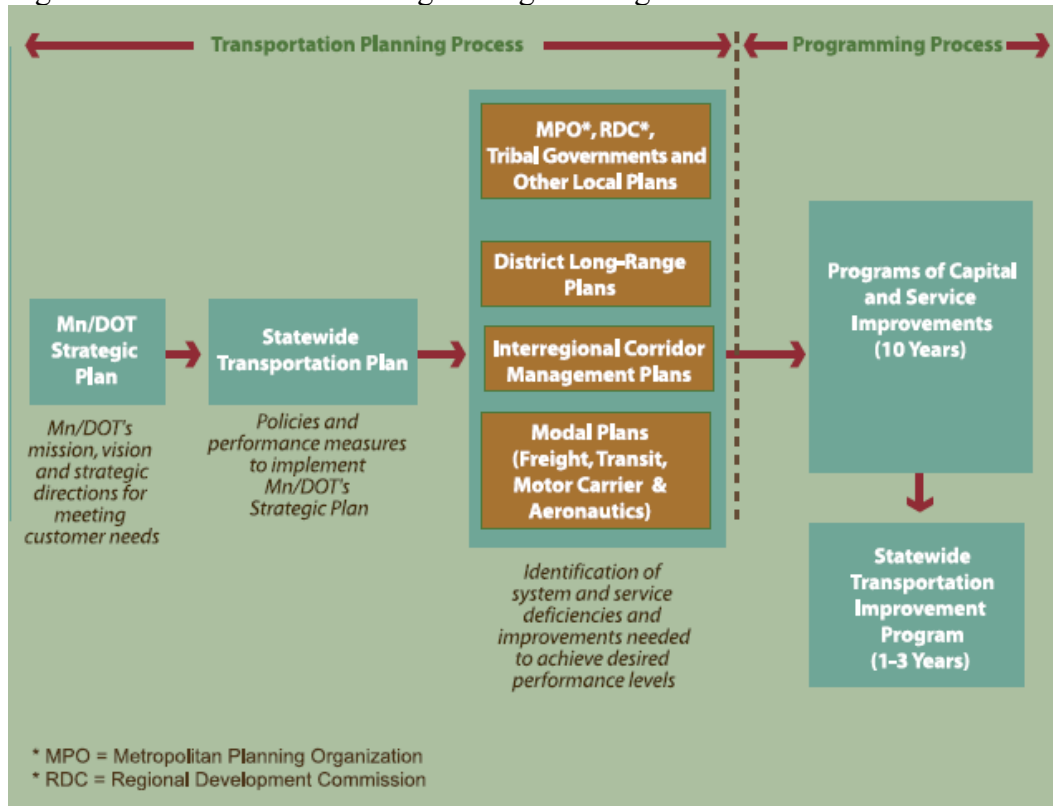 Transportation Planning Process
Programming Process
MPO*, RDC*,
Tribal Governments and
Other Local Plans
District Long-Range
Plans
Interregional Corridor
Management Plans
Modal Plans
(Freight, Transit,
Motor Carrier &
Aeronautics)
Mn/DOT
Strategic
Plan
Statewide
Transportation Plan
Programs of Capital
and Service
Improvements
(10 Years)
Mn/DOT's
mission, vision
and strategic
directions for
meeting
customer needs
Policies and
performance measures
to implement
Mn/DOT's
Strategic Plan
Identification of
system and service
deficiencies and
improvements needed
to achieve desired
performance levels
Statewide
Transportation
Improvement
Program
(1-3 Years)
* MPO = Metropolitan Planning Organization
* RDC = Regional Development Commission